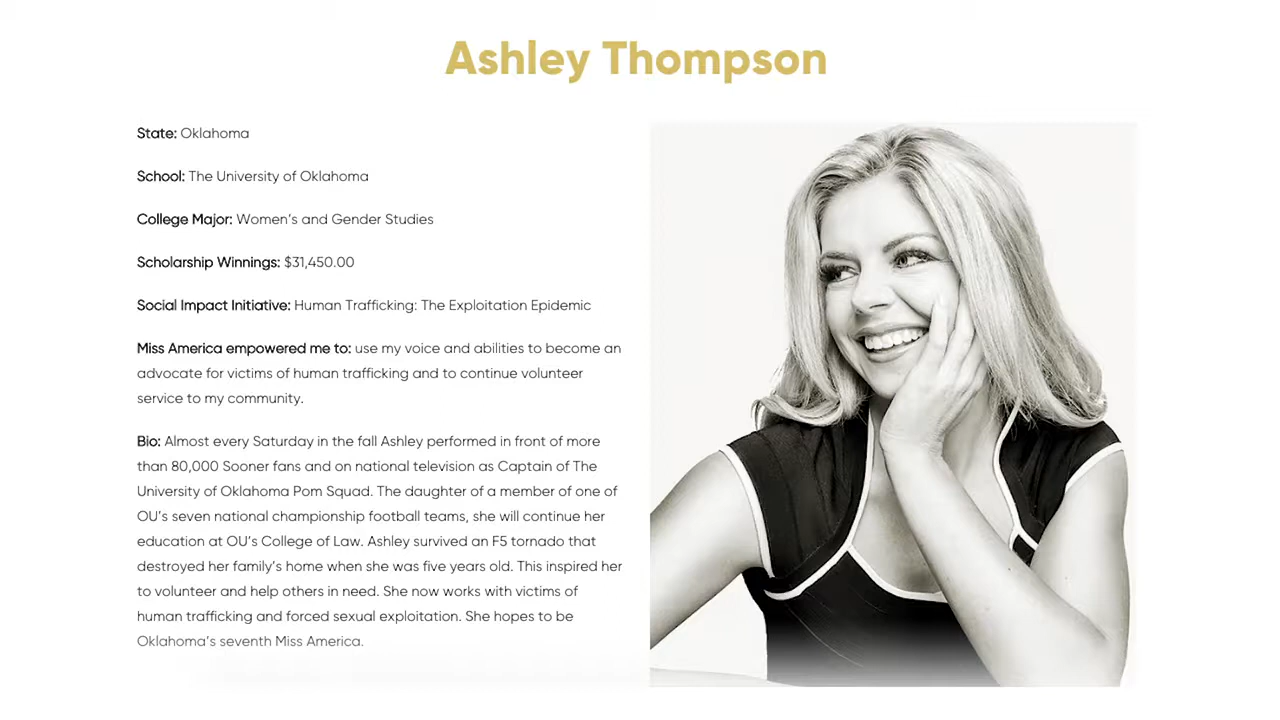 Ashley Thompson
State: Oklahoma
School: The University of Oklahoma
College Major: Women's and Gender Studies
Scholarship Winnings: $31,450.00
Social Impact Initiative: Human Trafficking: The Exploitation Epidemic
Miss America empowered me to: use my voice and abilities to become an
advocate for victims of human trafficking and to continue volunteer
service to my community.
Bio: Almost every Saturday in the fall Ashley performed in front of more
than 80,000 Sooner fans and on national television as Captain of The
University of Oklahoma Pom Squad. The daughter of a member of one of
OU's seven national championship football teams, she will continue her
education at OU's College of Law. Ashley survived an F5 tornado that
destroyed her family's home when she was five years old. This inspired her
to volunteer and help others in need. She now works with victims of
human trafficking and forced sexual exploitation. She hopes to be
Oklahoma's seventh Miss America.